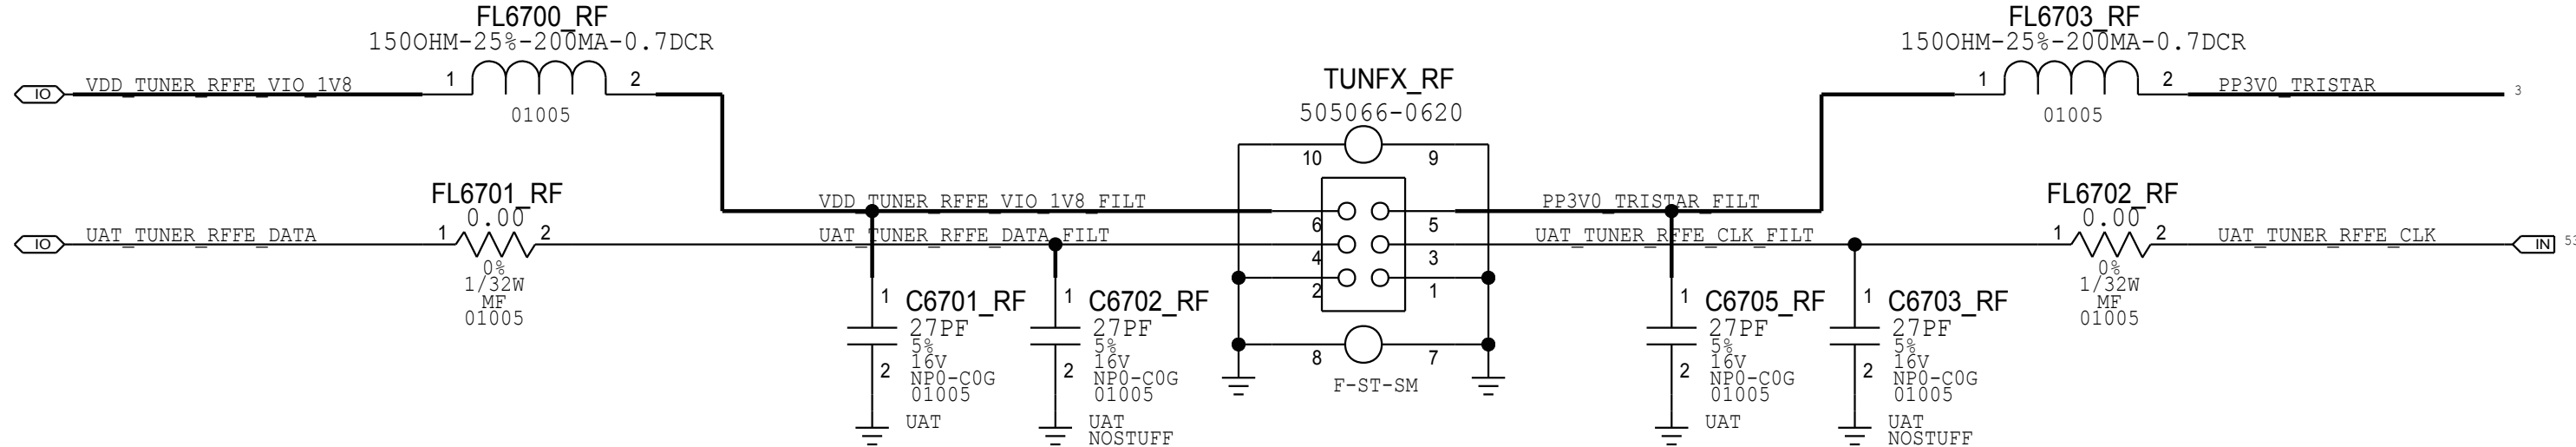 FL6700_RF
150OHM-25%-200MA-0.7DCR
IO
VDD_TUNER_RFFE_VIO_1V8
1
2
01005
FL6701_RF
0.00
IO
UAT_TUNER_RFFE_DATA
1
2
0%
1/32W
MF
01005
VDD_TUNER_RFFE_VIO_1V8_FILT
UAT_TUNER_RFFE_DATA_FILT
1
C6701_RF
27PF
5%
16V
2
NP0-C0G
01005
UAT
1
C6702_RF
27PF
5%
16V
2
NP0-C0G
01005
UAT
NOSTUFF
TUNFX_RF
505066-0620
10
9
6
5
4
3
2
1
8
7
F-ST-SM
PP3V0_TRISTAR_FILT
UAT_TUNER_RFFE_CLK_FILT
1
C6705_RF
27PF
5%
16V
2
NP0-C0G
01005
UAT
1
C6703_RF
27PF
5%
16V
2
NP0-C0G
01005
UAT
NOSTUFF
FL6703_RF
150OHM-25%-200MA-0.7DCR
1
2
PP3V0_TRISTAR
3
01005
FL6702_RF
0.00
1
2
UAT_TUNER_RFFE_CLK
IN
0%
1/32W
MF
01005